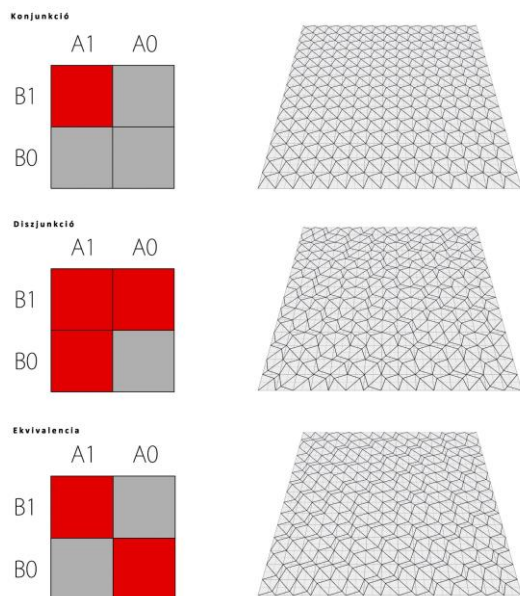 Konjunkció
A1 A0
B1
B0
Diszjunkció
A1 A0
B1
B0
Ekvivalencia
A1 A0
B1
B0